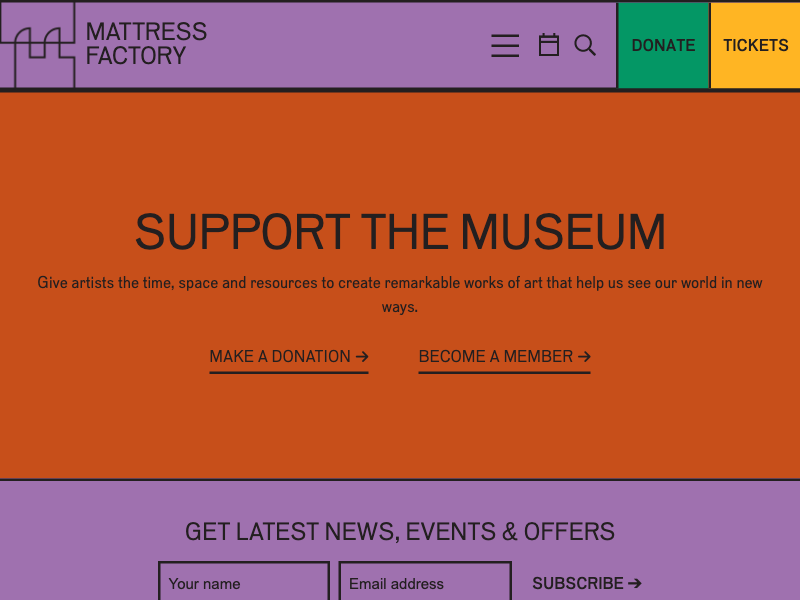 MATTRESS
FACTORY
DONATE
TICKETS
SUPPORT THE MUSEUM
Give artists the time, space and resources to create remarkable works of art that help us see our world in new
ways.
MAKE A DONATION →
BECOME A MEMBER →
GET LATEST NEWS, EVENTS & OFFERS
Your name
Email address
SUBSCRIBE →